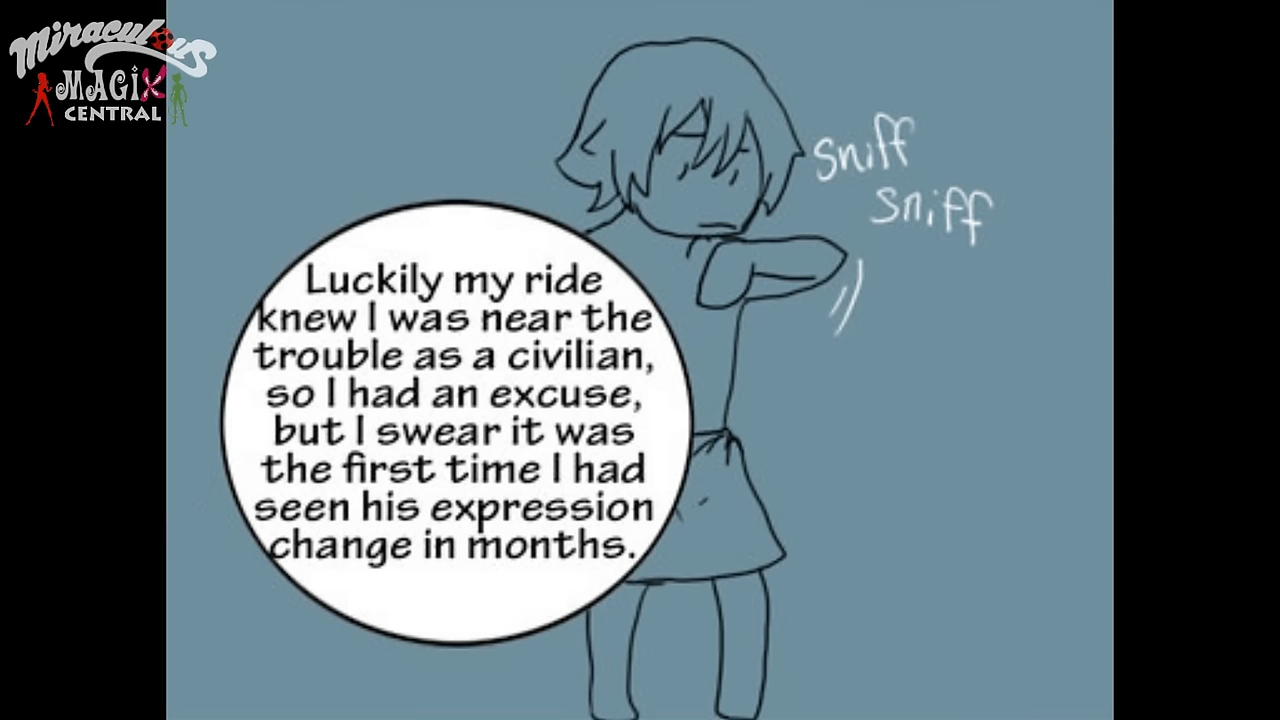 Miraculous
MAGIX
CENTRAL
Sniff
Sniff
Luckily my ride
knew I was near the
trouble as a civilian,
so I had an excuse,
but I swear it was
the first time I had
seen his expression
change in months.